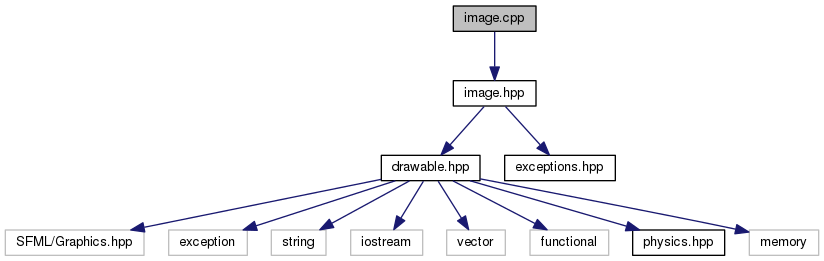 image.cpp
image.hpp
drawable.hpp
exceptions.hpp
SFML/Graphics.hpp
exception
string
iostream
vector
functional
physics.hpp
memory